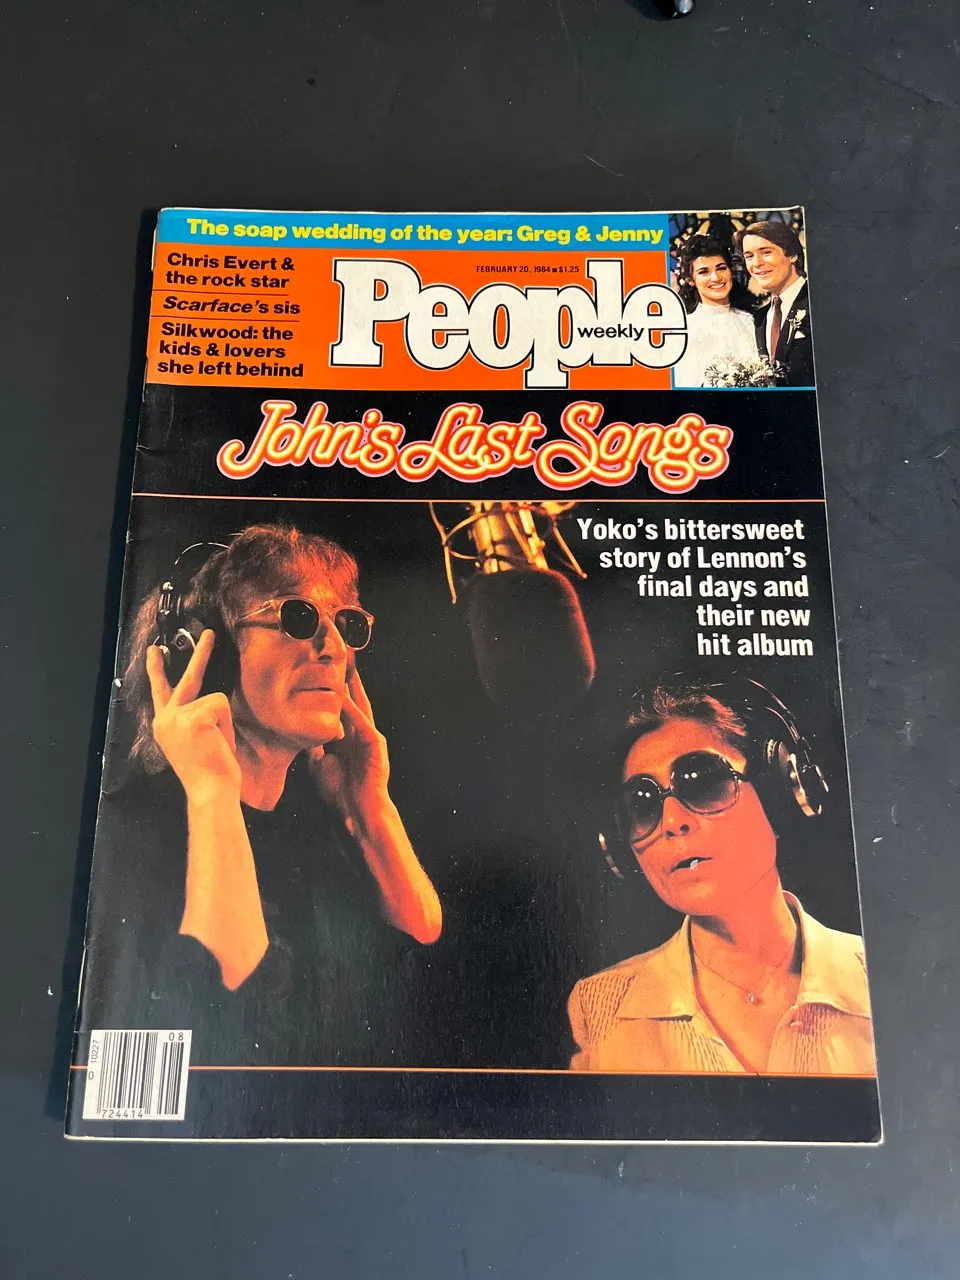 The soap wedding of the year: Greg & Jenny
Chris Evert &
the rock star
Scarface's sis
Silkwood: the
kids & lovers
she left behind
FEBRUARY 20, 1984 ■ $1.25
People
weekly
John's Last Songs
Yoko's bittersweet
story of Lennon's
final days and
their new
hit album
08
0 10227
724414